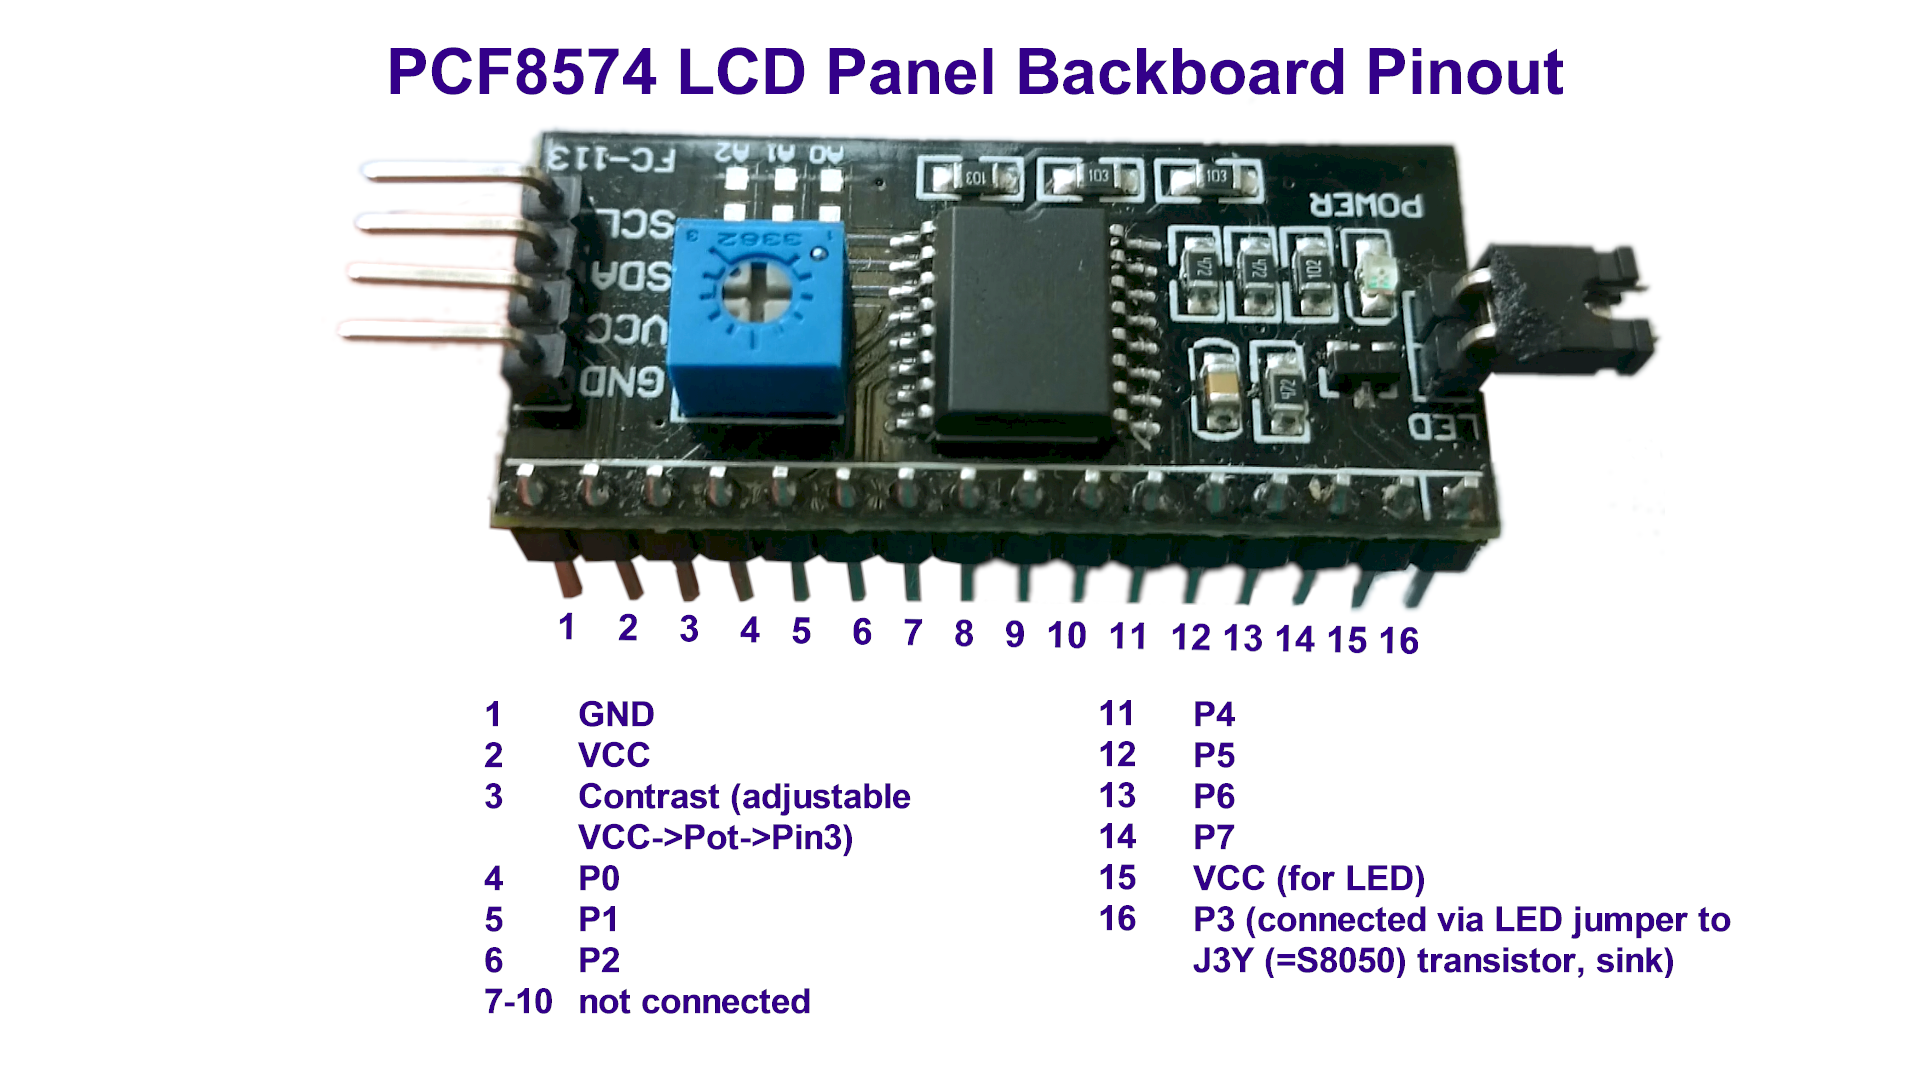 PCF8574 LCD Panel Backboard Pinout
FC-113
A2 A1 A0
103 103 103
POWER
SCL
SDA
VCC
GND
3 3362 1
472 472 102
472
LED
1 2 3 4 5 6 7 8 9 10 11 12 13 14 15 16
1 GND
2 VCC
3 Contrast (adjustable
VCC->Pot->Pin3)
4 P0
5 P1
6 P2
7-10 not connected
11 P4
12 P5
13 P6
14 P7
15 VCC (for LED)
16 P3 (connected via LED jumper to
J3Y (=S8050) transistor, sink)